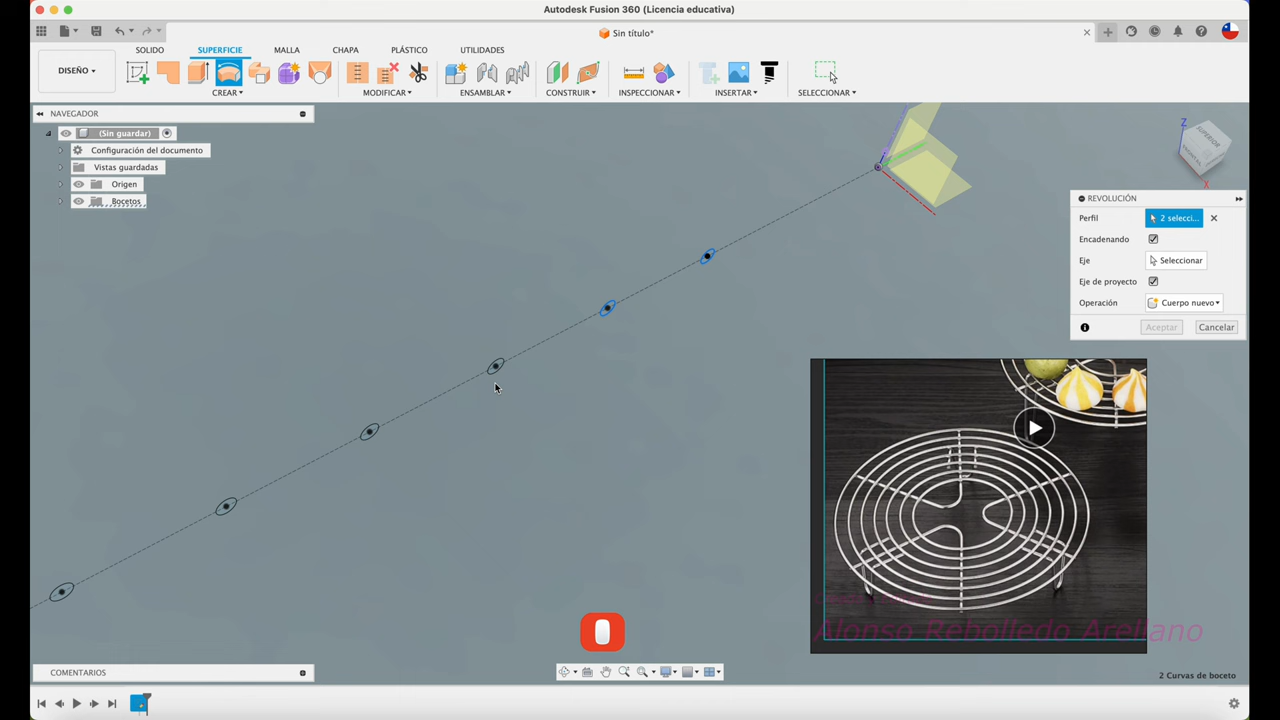 Autodesk Fusion 360 (Licencia educativa)
Sin título*
SOLIDO SUPERFICIE MALLA CHAPA PLÁSTICO UTILIDADES
DISEÑO
CREAR MODIFICAR ENSAMBLAR CONSTRUIR INSPECCIONAR INSERTAR SELECCIONAR
NAVEGADOR
(Sin guardar)
Configuración del documento
Vistas guardadas
Origen
Bocetos
Z
SUPERIOR
X
REVOLUCIÓN
Perfil 2 selecci...
Encadenando
Eje Seleccionar
Eje de proyecto
Operación Cuerpo nuevo
Aceptar Cancelar
Alonso Rebolledo Arellano
COMENTARIOS
2 Curvas de boceto